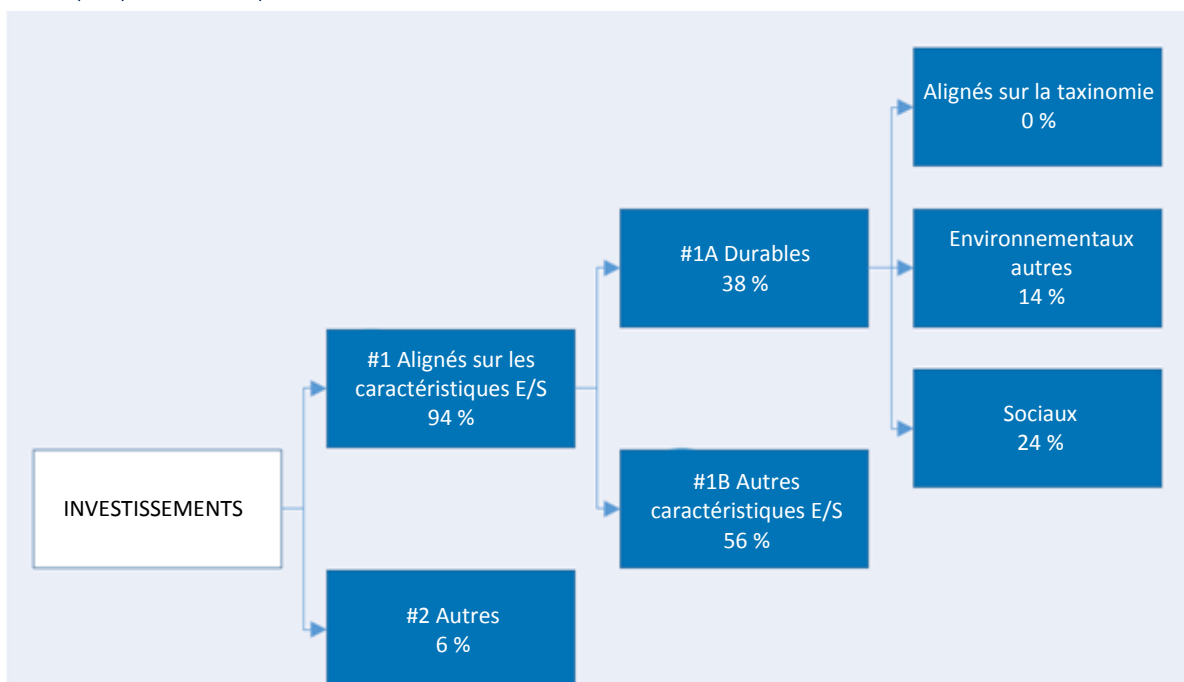 Alignés sur la taxinomie
0 %
#1A Durables
38 %
Environnementaux
autres
14 %
#1 Alignés sur les
caractéristiques E/S
94 %
Sociaux
24 %
INVESTISSEMENTS
#1B Autres
caractéristiques E/S
56 %
#2 Autres
6 %